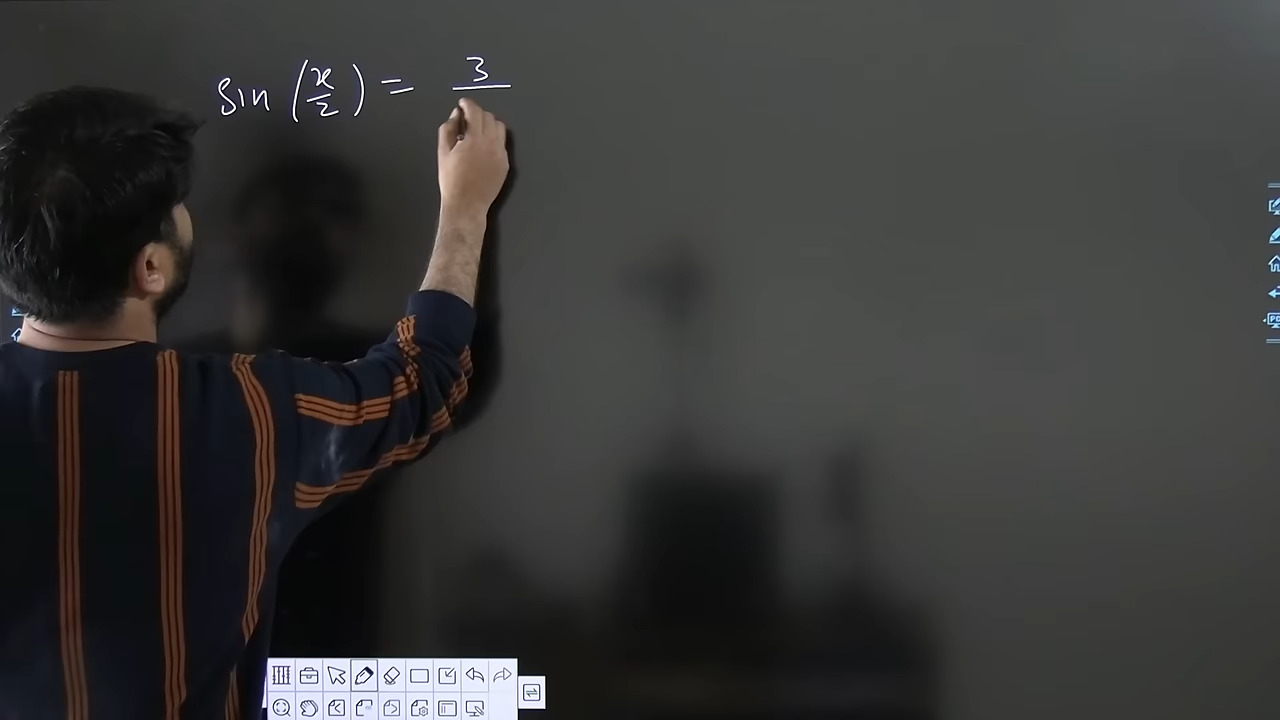 sin (x/2) = 3/